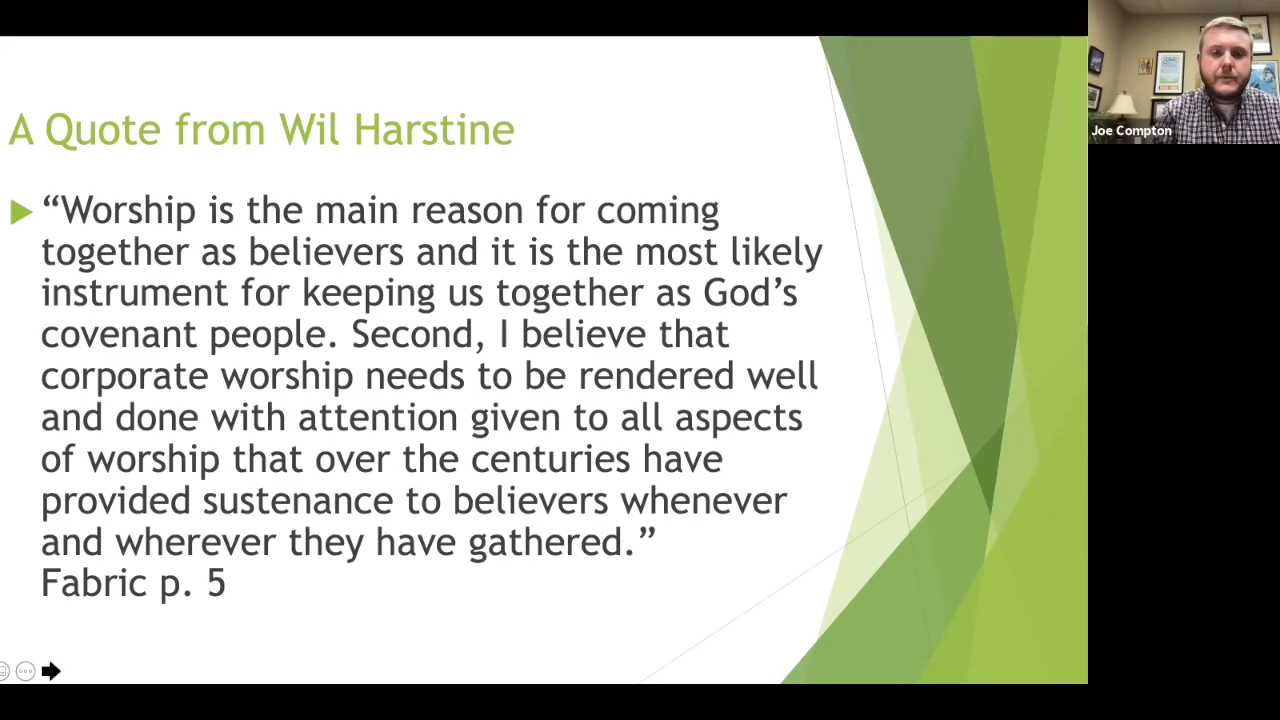 A Quote from Wil Harstine
“Worship is the main reason for coming
together as believers and it is the most likely
instrument for keeping us together as God’s
covenant people. Second, I believe that
corporate worship needs to be rendered well
and done with attention given to all aspects
of worship that over the centuries have
provided sustenance to believers whenever
and wherever they have gathered.”
Fabric p. 5
Joe Compton